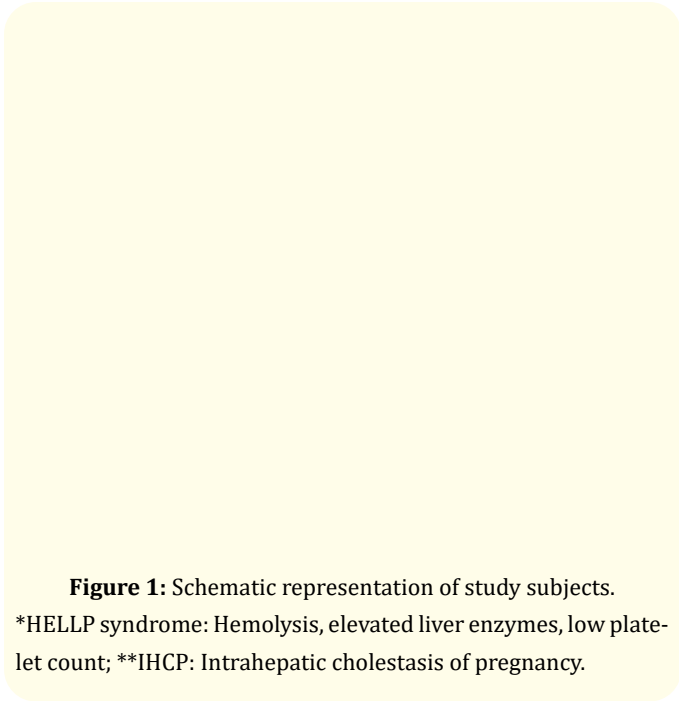 Figure 1: Schematic representation of study subjects.
*HELLP syndrome: Hemolysis, elevated liver enzymes, low plate-
let count; **IHCP: Intrahepatic cholestasis of pregnancy.